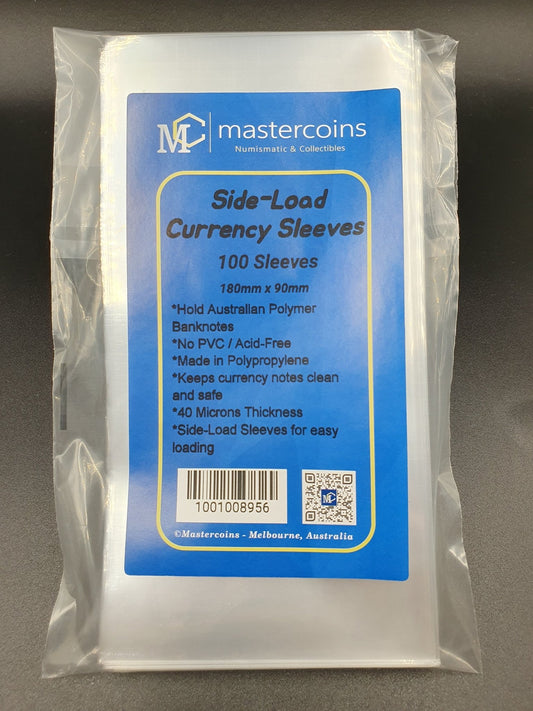 MC mastercoins
Numismatic & Collectibles
Side-Load
Currency Sleeves
100 Sleeves
180mm x 90mm
*Hold Australian Polymer
Banknotes
*No PVC / Acid-Free
*Made in Polypropylene
*Keeps currency notes clean
and safe
*40 Microns Thickness
*Side-Load Sleeves for easy
loading
1001008956
©Mastercoins - Melbourne, Australia